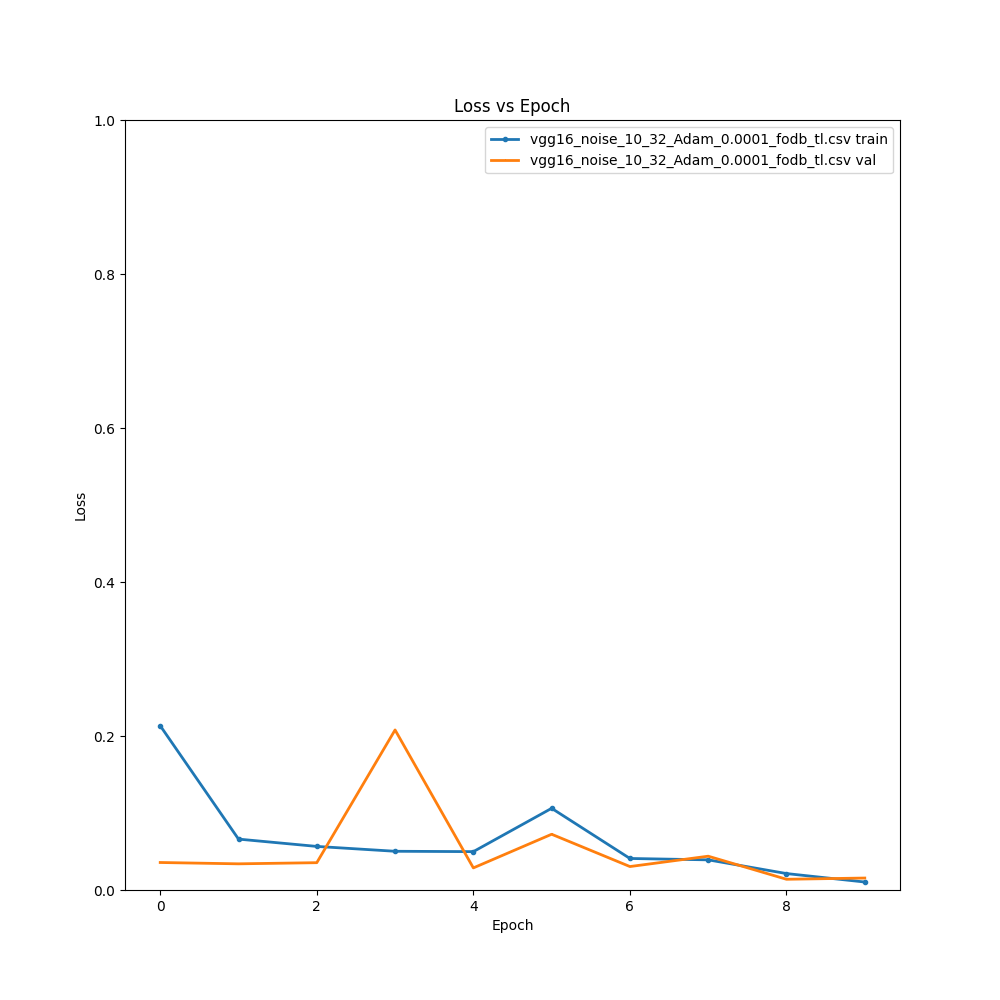 Loss vs Epoch
vgg16_noise_10_32_Adam_0.0001_fodb_tl.csv train
vgg16_noise_10_32_Adam_0.0001_fodb_tl.csv val
1.0
0.8
0.6
0.4
0.2
0.0
Loss
0 2 4 6 8
Epoch